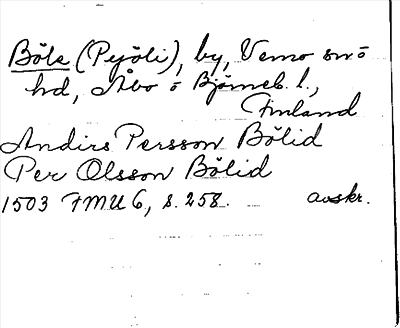 Böle (Pyöli), by, Vemo sn o
hd, Åbo o Björneb. l.,
Finland
Andirs Persson Bölid
Per Olsson Bölid
1503 FMU 6, s. 258. avskr.